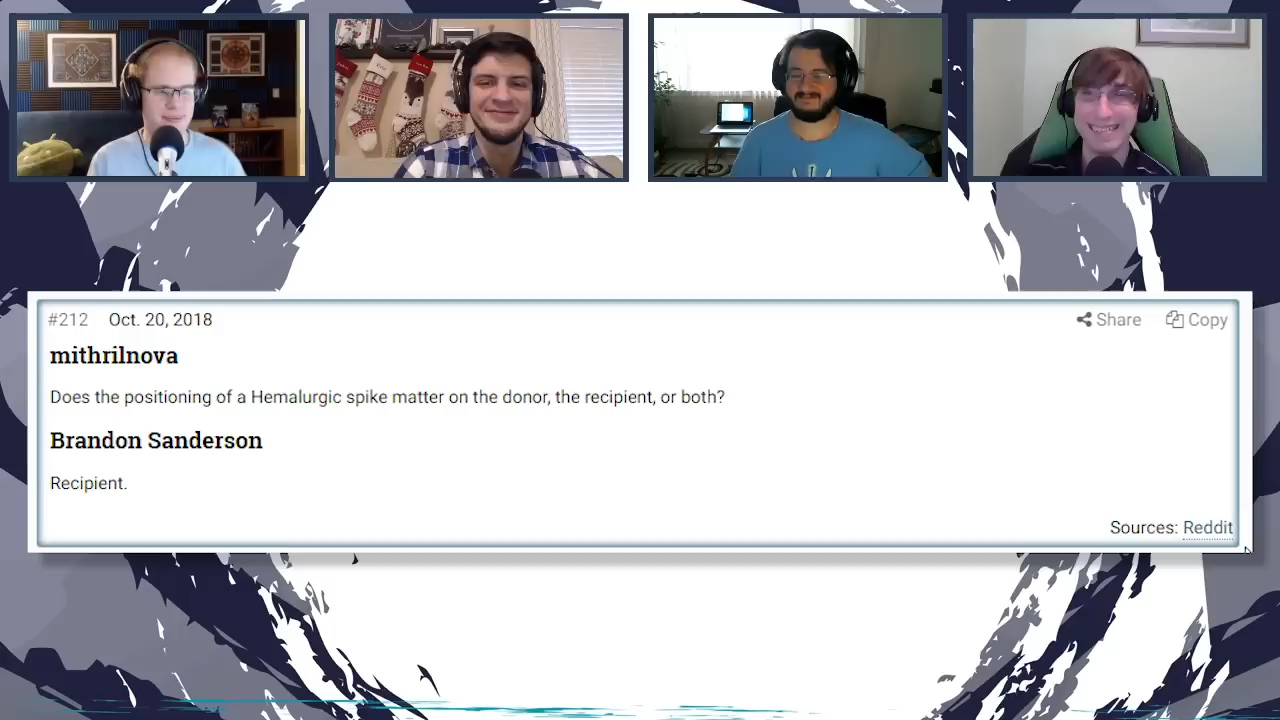 #212 Oct. 20, 2018 Share Copy
mithrilnova
Does the positioning of a Hemalurgic spike matter on the donor, the recipient, or both?
Brandon Sanderson
Recipient.
Sources: Reddit